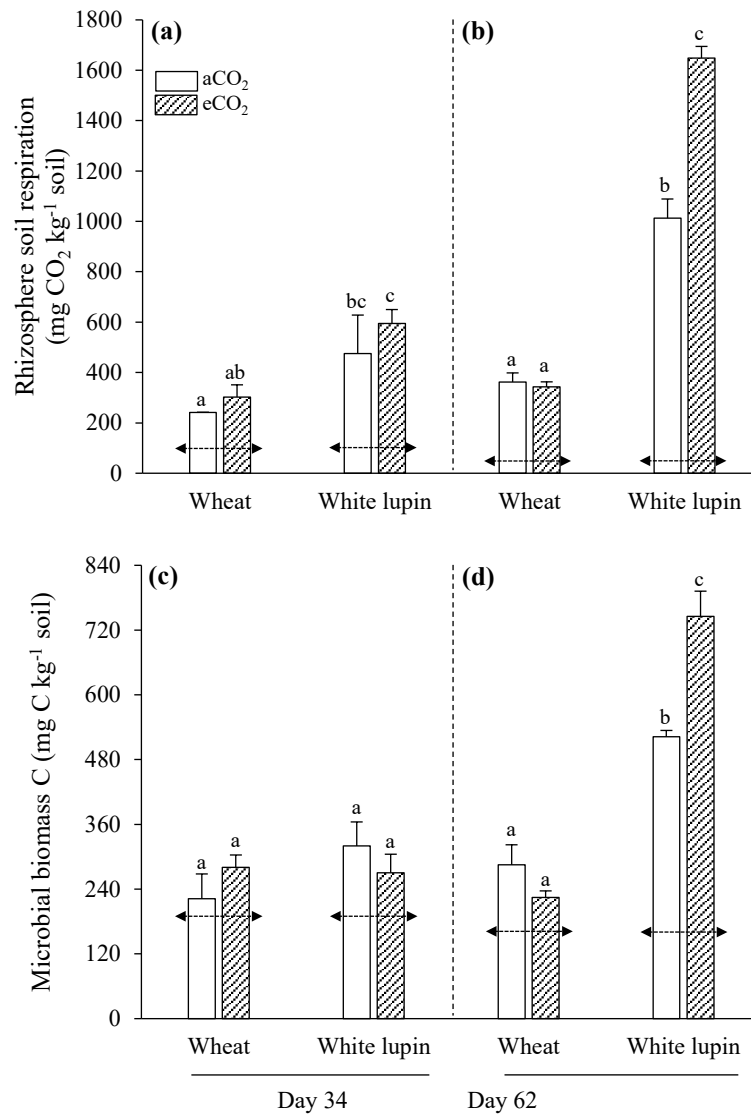 Rhizosphere soil respiration
(mg CO₂ kg⁻¹ soil)
1800
1600
1400
1200
1000
800
600
400
200
0
(a)
aCO₂
eCO₂
a
ab
bc
c
(b)
a
a
b
c
Wheat
White lupin
Wheat
White lupin
Microbial biomass C (mg C kg⁻¹ soil)
840
720
600
480
360
240
120
0
(c)
a
a
a
a
(d)
a
a
b
c
Wheat
White lupin
Wheat
White lupin
Day 34
Day 62